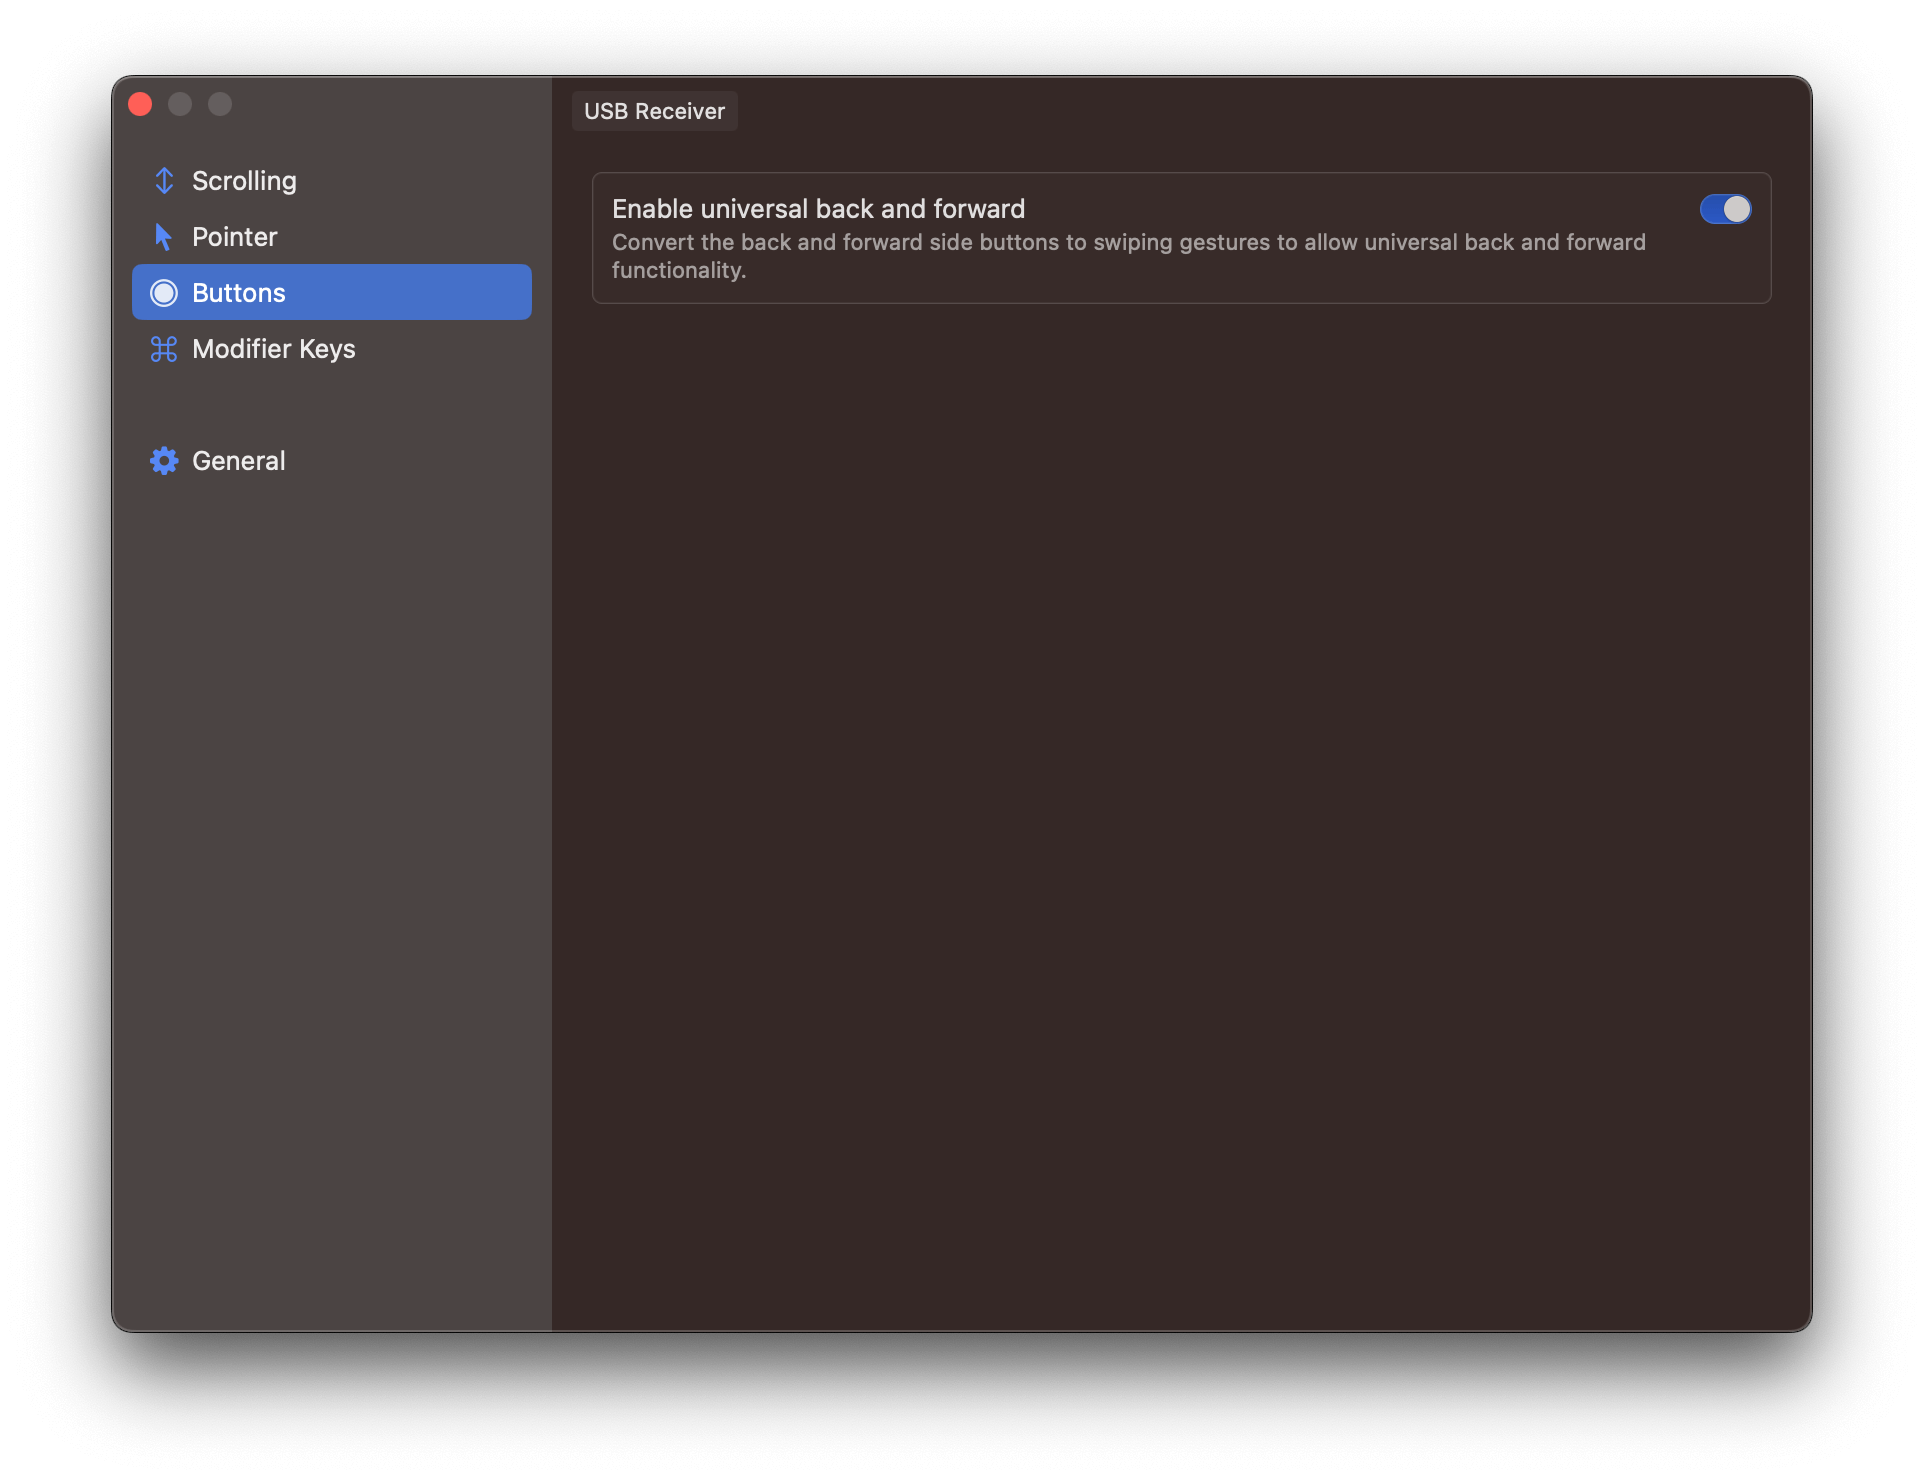 Scrolling
Pointer
Buttons
Modifier Keys
General
USB Receiver
Enable universal back and forward
Convert the back and forward side buttons to swiping gestures to allow universal back and forward
functionality.